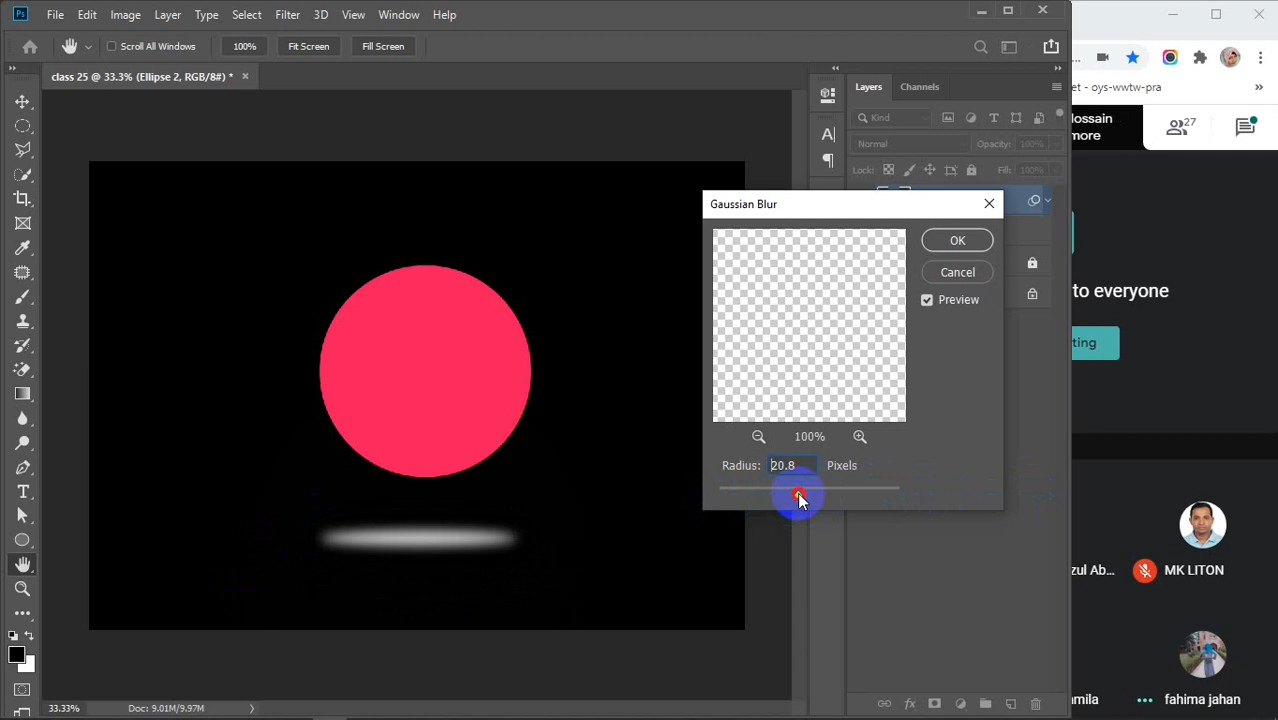 Ps File Edit Image Layer Type Select Filter 3D View Window Help
Scroll All Windows 100% Fit Screen Fill Screen
class 25 @ 33.3% (Ellipse 2, RGB/8#) * ×
Layers Channels
Kind
Normal Opacity: 100%
Lock: Fill: 100%
Gaussian Blur
OK
Cancel
Preview
100%
Radius: 20.8 Pixels
33.33% Doc: 9.01M/9.97M
et - oys-wwtw-pra
Hossain
more
27
to everyone
ting
zul Ab...
MK LITON
mila
fahima jahan